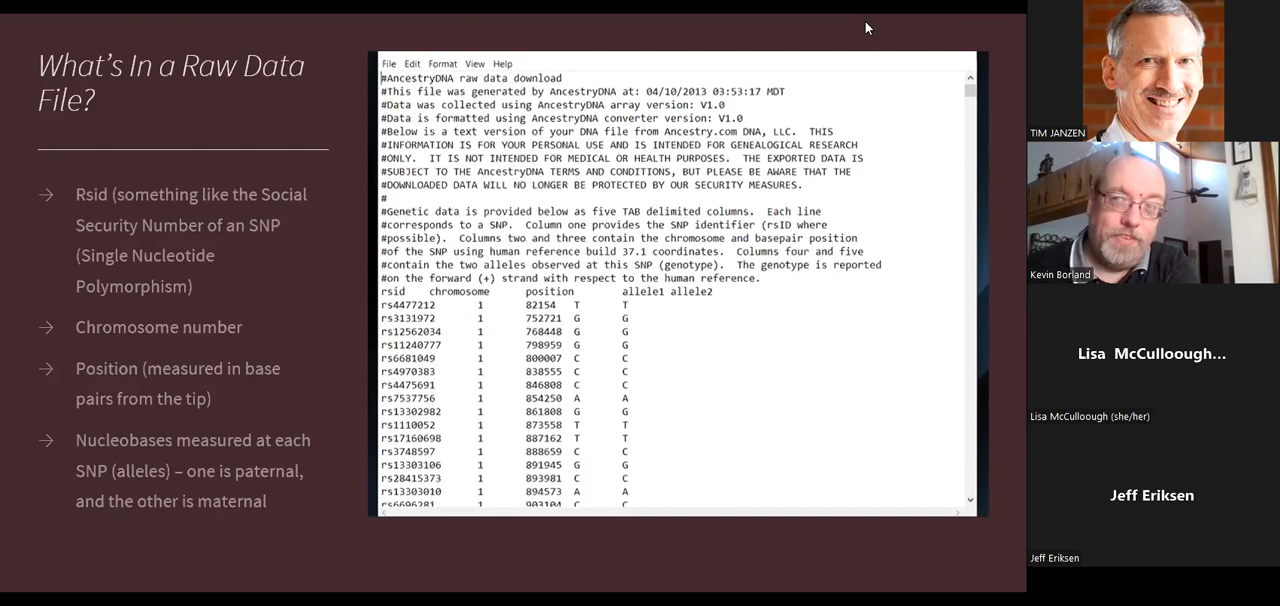 What's In a Raw Data
File?
→ Rsid (something like the Social
Security Number of an SNP
(Single Nucleotide
Polymorphism)
→ Chromosome number
→ Position (measured in base
pairs from the tip)
→ Nucleobases measured at each
SNP (alleles) – one is paternal,
and the other is maternal
File Edit Format View Help
#AncestryDNA raw data download
#This file was generated by AncestryDNA at: 04/10/2013 03:53:17 MDT
#Data was collected using AncestryDNA array version: V1.0
#Data is formatted using AncestryDNA converter version: V1.0
#Below is a text version of your DNA file from Ancestry.com DNA, LLC. THIS
#INFORMATION IS FOR YOUR PERSONAL USE AND IS INTENDED FOR GENEALOGICAL RESEARCH
#ONLY. IT IS NOT INTENDED FOR MEDICAL OR HEALTH PURPOSES. THE EXPORTED DATA IS
#SUBJECT TO THE AncestryDNA TERMS AND CONDITIONS, BUT PLEASE BE AWARE THAT THE
#DOWNLOADED DATA WILL NO LONGER BE PROTECTED BY OUR SECURITY MEASURES.
#
#Genetic data is provided below as five TAB delimited columns. Each line
#corresponds to a SNP. Column one provides the SNP identifier (rsID where
#possible). Columns two and three contain the chromosome and basepair position
#of the SNP using human reference build 37.1 coordinates. Columns four and five
#contain the two alleles observed at this SNP (genotype). The genotype is reported
#on the forward (+) strand with respect to the human reference.
rsid chromosome position allele1 allele2
rs4477212 1 82154 T T
rs3131972 1 752721 G G
rs12562034 1 768448 G G
rs11240777 1 798959 G G
rs6681049 1 800007 C C
rs4970383 1 838555 C C
rs4475691 1 846808 C C
rs7537756 1 854250 A A
rs13302982 1 861808 G G
rs1110052 1 873558 T T
rs17160698 1 887162 T T
rs3748597 1 888659 C C
rs13303106 1 891945 G G
rs28415373 1 893981 C C
rs13303010 1 894573 A A
rs6696281 1 903104 C C
TIM JANZEN
Kevin Borland
Lisa McCulloough...
Lisa McCulloough (she/her)
Jeff Eriksen
Jeff Eriksen